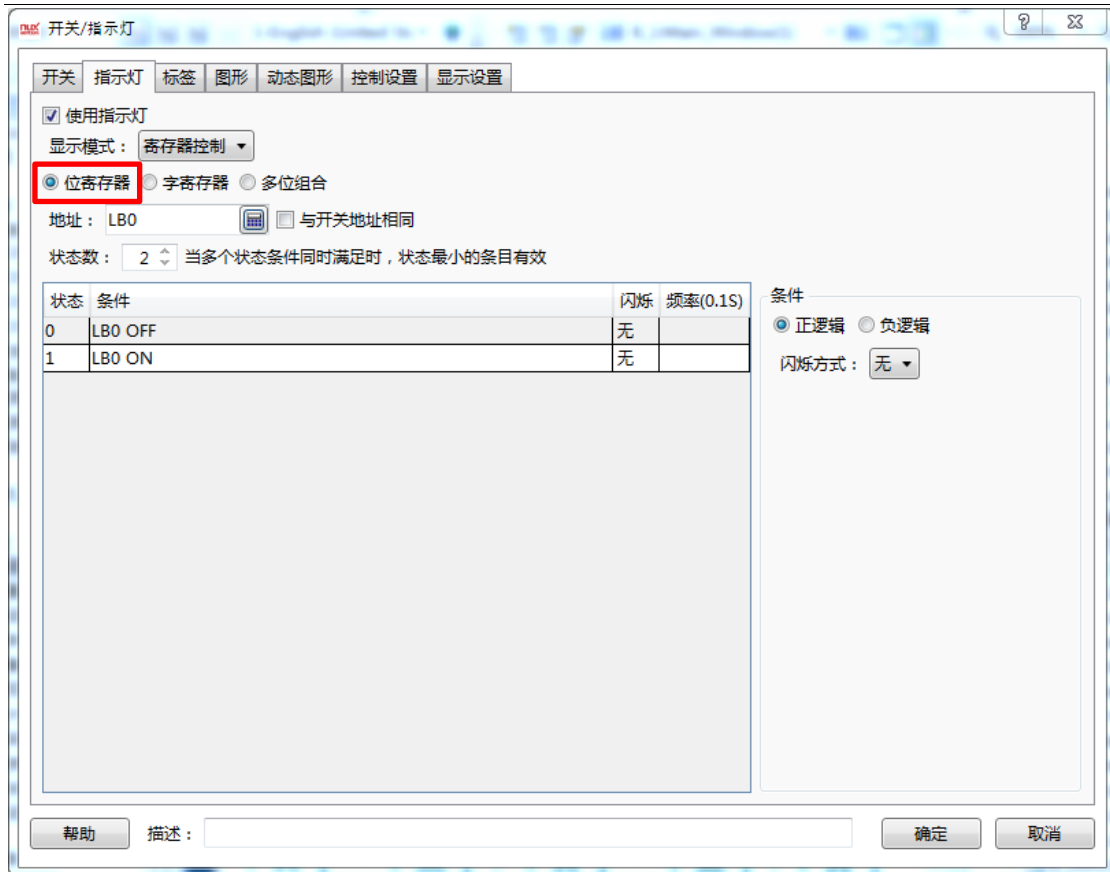 开关/指示灯
开关 指示灯 标签 图形 动态图形 控制设置 显示设置
使用指示灯
显示模式： 寄存器控制
位寄存器 字寄存器 多位组合
地址： LB0 与开关地址相同
状态数： 2 当多个状态条件同时满足时，状态最小的条目有效
状态 条件 闪烁 频率(0.1S)
0 LB0 OFF 无
1 LB0 ON 无
条件
正逻辑 负逻辑
闪烁方式： 无
帮助 描述： 确定 取消